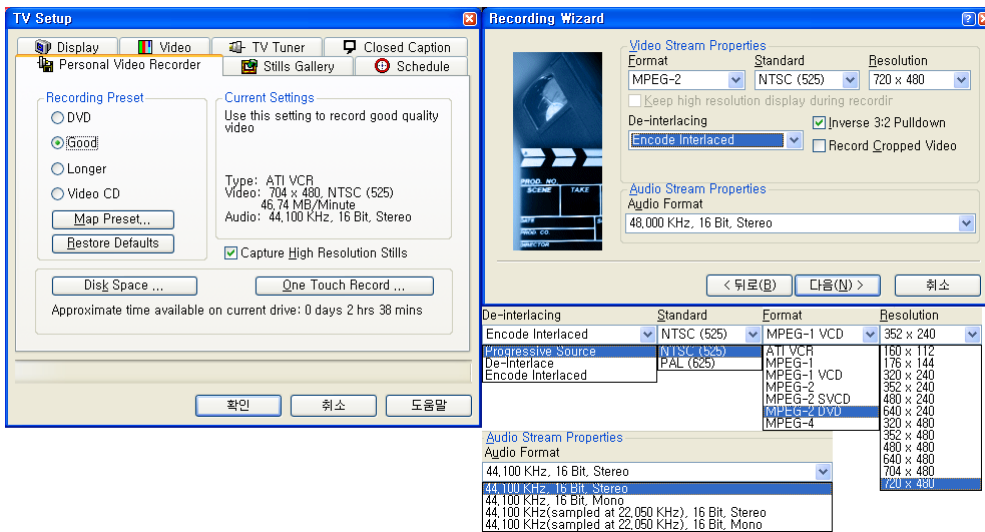 TV Setup
Display
Video
TV Tuner
Closed Caption
Personal Video Recorder
Stills Gallery
Schedule
Recording Preset
DVD
Good
Longer
Video CD
Map Preset...
Restore Defaults
Current Settings
Use this setting to record good quality
video
Type: ATI VCR
Video: 704 x 480, NTSC (525)
46,74 MB/Minute
Audio: 44,100 KHz, 16 Bit, Stereo
Capture High Resolution Stills
Disk Space ...
One Touch Record ...
Approximate time available on current drive: 0 days 2 hrs 38 mins
확인
취소
도움말
Recording Wizard
Video Stream Properties
Format
Standard
Resolution
MPEG-2
NTSC (525)
720 x 480
Keep high resolution display during recordir
De-interlacing
Inverse 3:2 Pulldown
Encode Interlaced
Record Cropped Video
Audio Stream Properties
Audio Format
48,000 KHz, 16 Bit, Stereo
PROD. NO.
SCENE
TAKE
DATE
PROD. CO.
DIRECTOR
< 뒤로(B)
다음(N) >
취소
De-interlacing
Standard
Format
Resolution
Encode Interlaced
NTSC (525)
MPEG-1 VCD
352 x 240
Progressive Source
De-Interlace
Encode Interlaced
NTSC (525)
PAL (625)
ATI VCR
MPEG-1
MPEG-1 VCD
MPEG-2
MPEG-2 SVCD
MPEG-2 DVD
MPEG-4
160 x 112
176 x 144
320 x 240
352 x 240
480 x 240
640 x 240
320 x 480
352 x 480
480 x 480
640 x 480
704 x 480
720 x 480
Audio Stream Properties
Audio Format
44,100 KHz, 16 Bit, Stereo
44,100 KHz, 16 Bit, Stereo
44,100 KHz, 16 Bit, Mono
44,100 KHz(sampled at 22,050 KHz), 16 Bit, Stereo
44,100 KHz(sampled at 22,050 KHz), 16 Bit, Mono